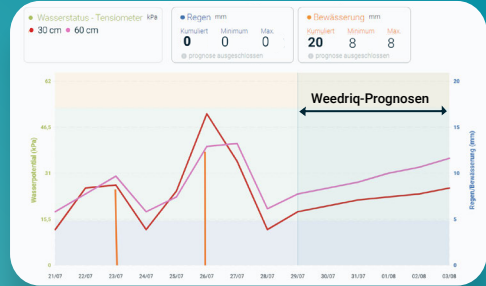 Wasserstatus - Tensiometer kPa
30 cm 60 cm
Regen mm
Kumuliert Minimum Max.
0 0 0
prognose ausgeschlossen
Bewässerung mm
Kumuliert Minimum Max.
20 8 8
prognose ausgeschlossen
Weedriq-Prognosen
Wasserpotential (kPa)
62
46,5
31
15,5
0
Regen/Bewässerung (mm)
20
15
10
5
0
21/07 22/07 23/07 24/07 25/07 26/07 27/07 28/07 29/07 30/07 31/07 01/08 02/08 03/08